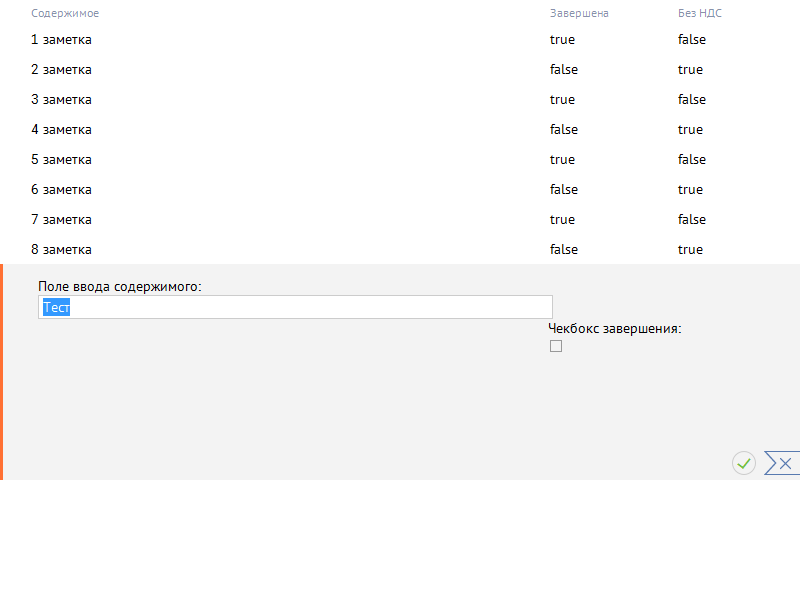 Содержимое Завершена Без НДС
1 заметка true false
2 заметка false true
3 заметка true false
4 заметка false true
5 заметка true false
6 заметка false true
7 заметка true false
8 заметка false true
Поле ввода содержимого:
Тест
Чекбокс завершения: